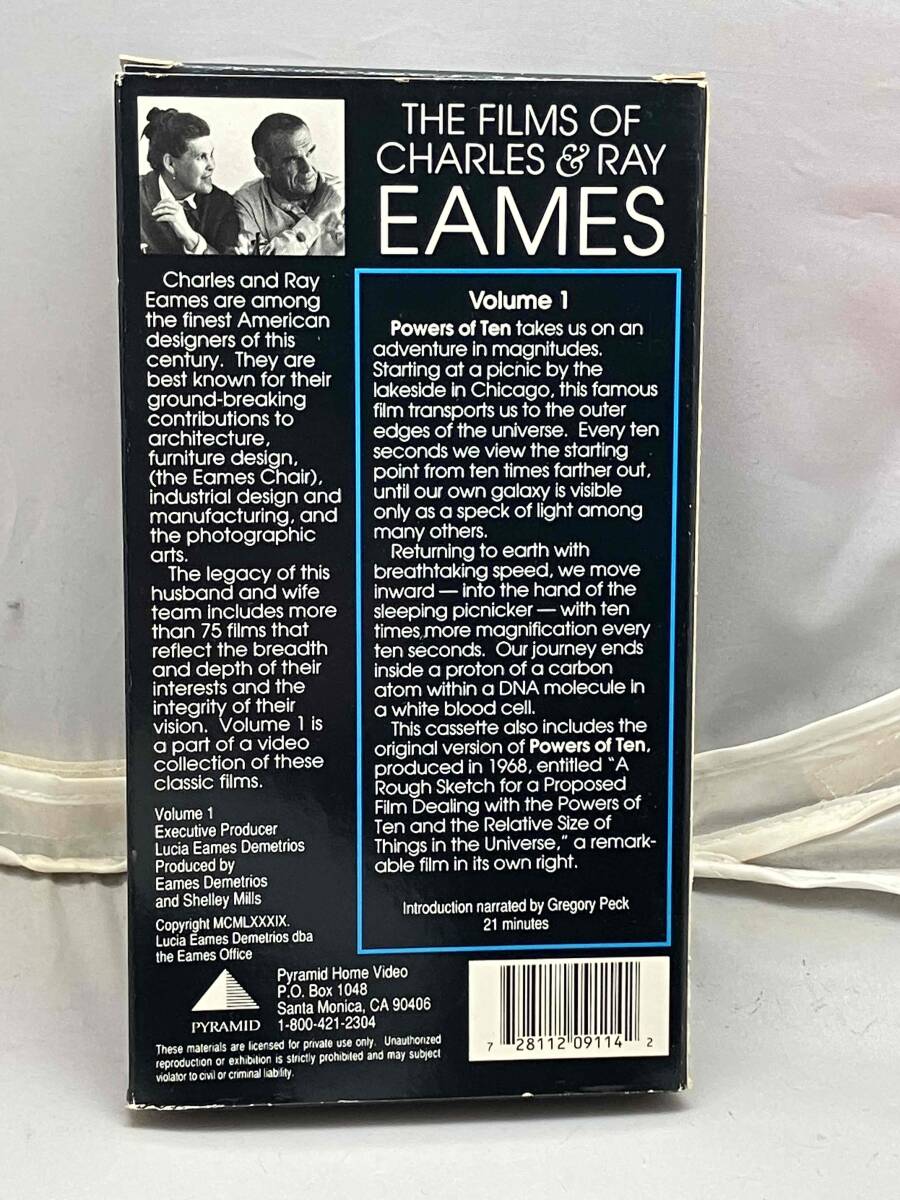 THE FILMS OF
CHARLES & RAY
EAMES
Charles and Ray
Eames are among
the finest American
designers of this
century. They are
best known for their
ground-breaking
contributions to
architecture,
furniture design,
(the Eames Chair),
industrial design and
manufacturing, and
the photographic
arts.
The legacy of this
husband and wife
team includes more
than 75 films that
reflect the breadth
and depth of their
interests and the
integrity of their
vision. Volume 1 is
a part of a video
collection of these
classic films.
Volume 1
Executive Producer
Lucia Eames Demetrios
Produced by
Eames Demetrios
and Shelley Mills
Copyright MCMLXXXIX.
Lucia Eames Demetrios dba
the Eames Office
Volume 1
Powers of Ten takes us on an
adventure in magnitudes.
Starting at a picnic by the
lakeside in Chicago, this famous
film transports us to the outer
edges of the universe. Every ten
seconds we view the starting
point from ten times farther out,
until our own galaxy is visible
only as a speck of light among
many others.
Returning to earth with
breathtaking speed, we move
inward — into the hand of the
sleeping picnicker — with ten
times more magnification every
ten seconds. Our journey ends
inside a proton of a carbon
atom within a DNA molecule in
a white blood cell.
This cassette also includes the
original version of Powers of Ten,
produced in 1968, entitled "A
Rough Sketch for a Proposed
Film Dealing with the Powers of
Ten and the Relative Size of
Things in the Universe," a remark-
able film in its own right.
Introduction narrated by Gregory Peck
21 minutes
PYRAMID
Pyramid Home Video
P.O. Box 1048
Santa Monica, CA 90406
1-800-421-2304
These materials are licensed for private use only. Unauthorized
reproduction or exhibition is strictly prohibited and may subject
violator to civil or criminal liability.
7 28112 09114 2